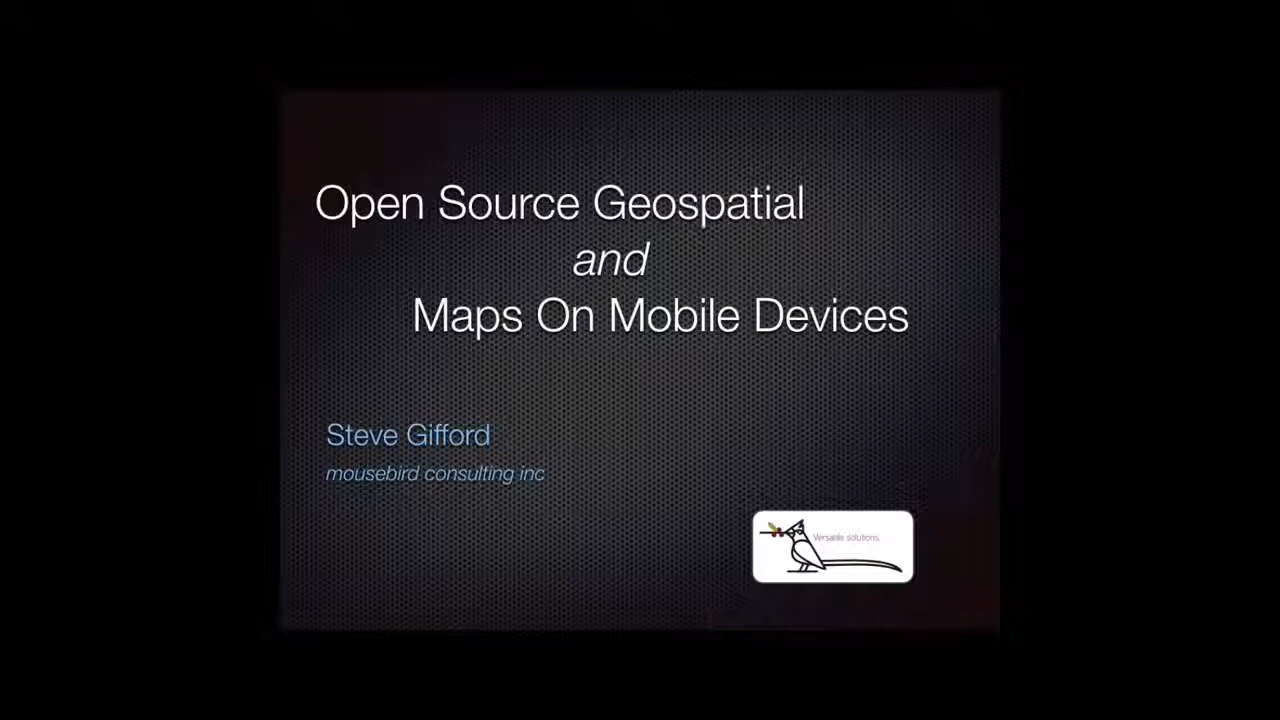 Open Source Geospatial
and
Maps On Mobile Devices
Steve Gifford
mousebird consulting inc
Versatile solutions.